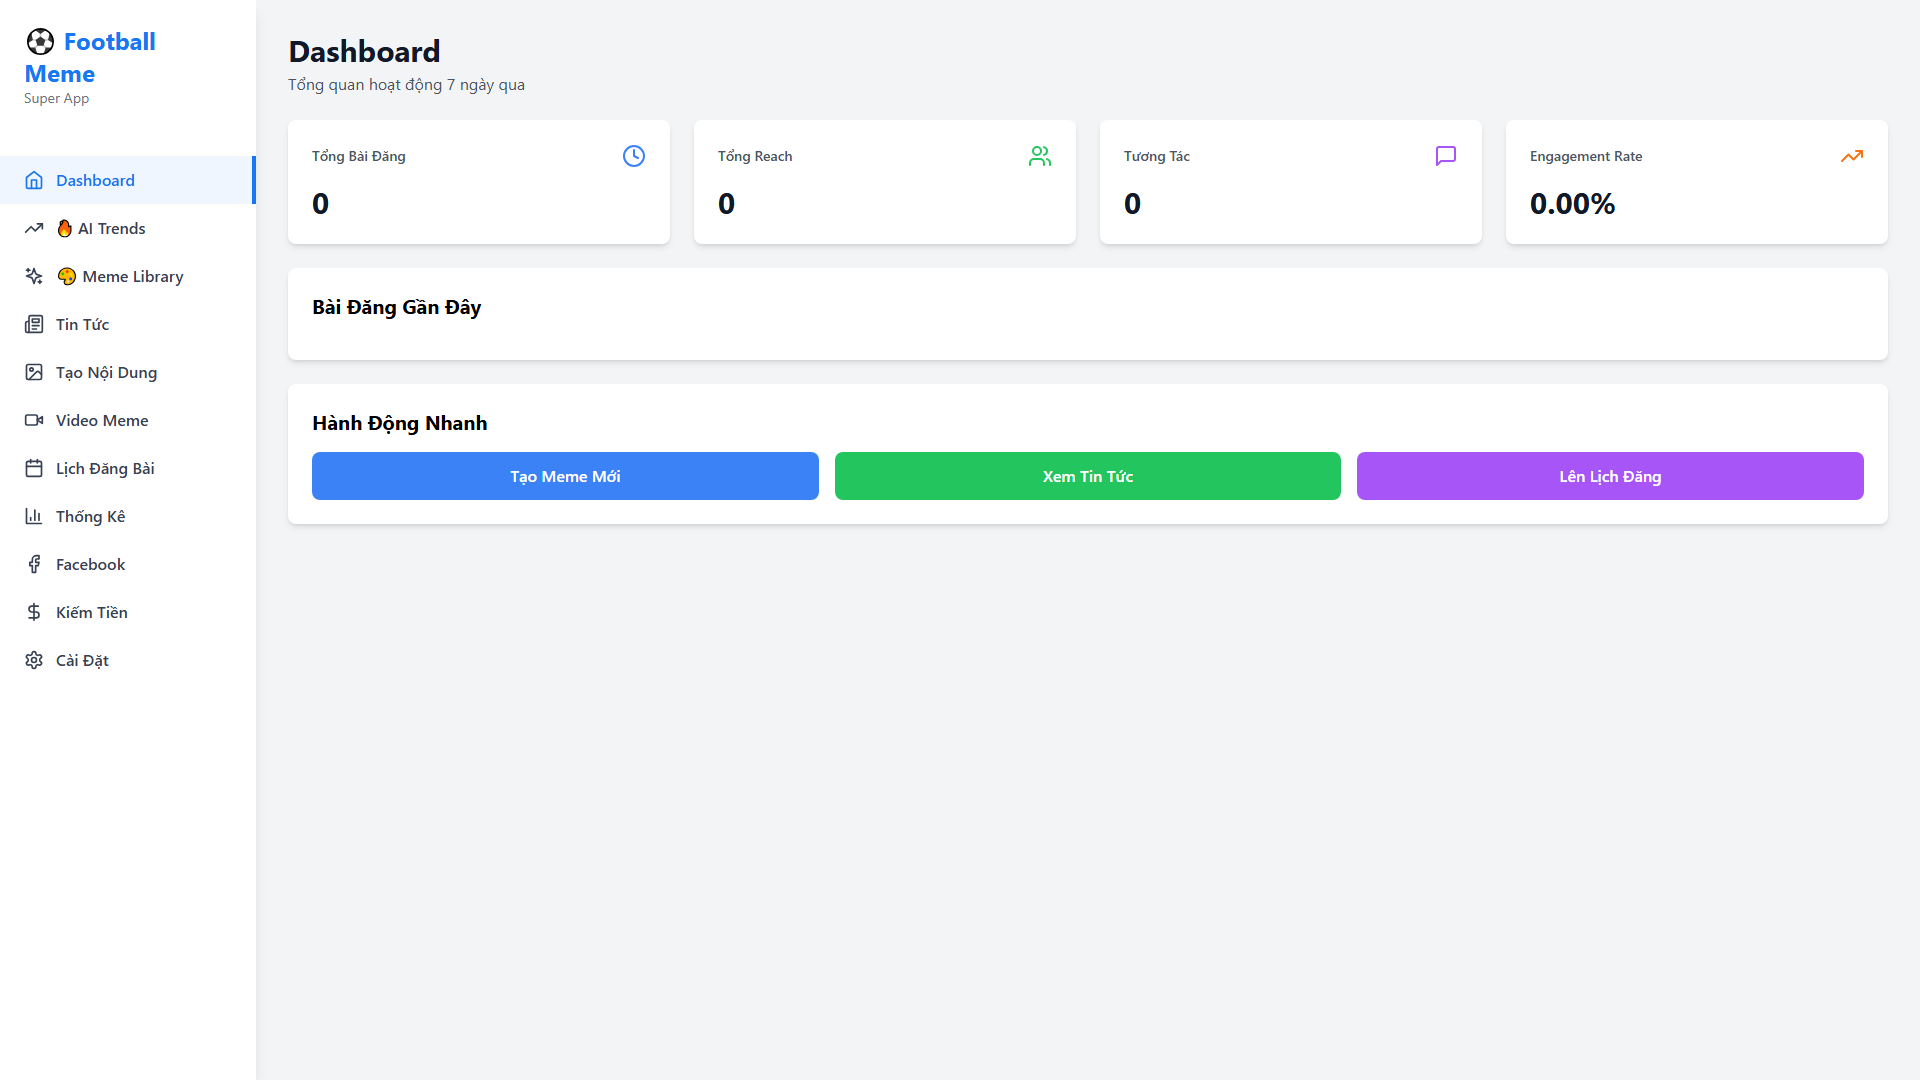 ⚽ Football
Meme
Super App
Dashboard
🔥 AI Trends
🎨 Meme Library
Tin Tức
Tạo Nội Dung
Video Meme
Lịch Đăng Bài
Thống Kê
Facebook
Kiếm Tiền
Cài Đặt
Dashboard
Tổng quan hoạt động 7 ngày qua
Tổng Bài Đăng
0
Tổng Reach
0
Tương Tác
0
Engagement Rate
0.00%
Bài Đăng Gần Đây
Hành Động Nhanh
Tạo Meme Mới
Xem Tin Tức
Lên Lịch Đăng